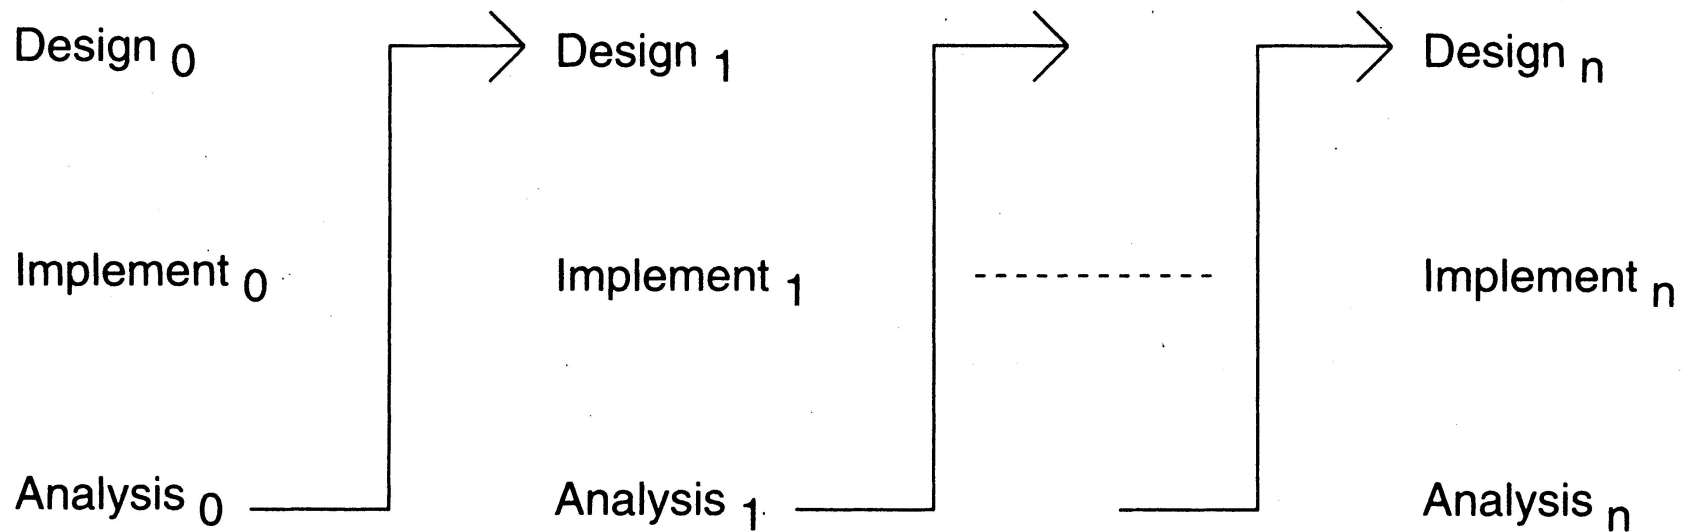 Design 0
Design 1
Design n
Implement 0
Implement 1
Implement n
Analysis 0
Analysis 1
Analysis n